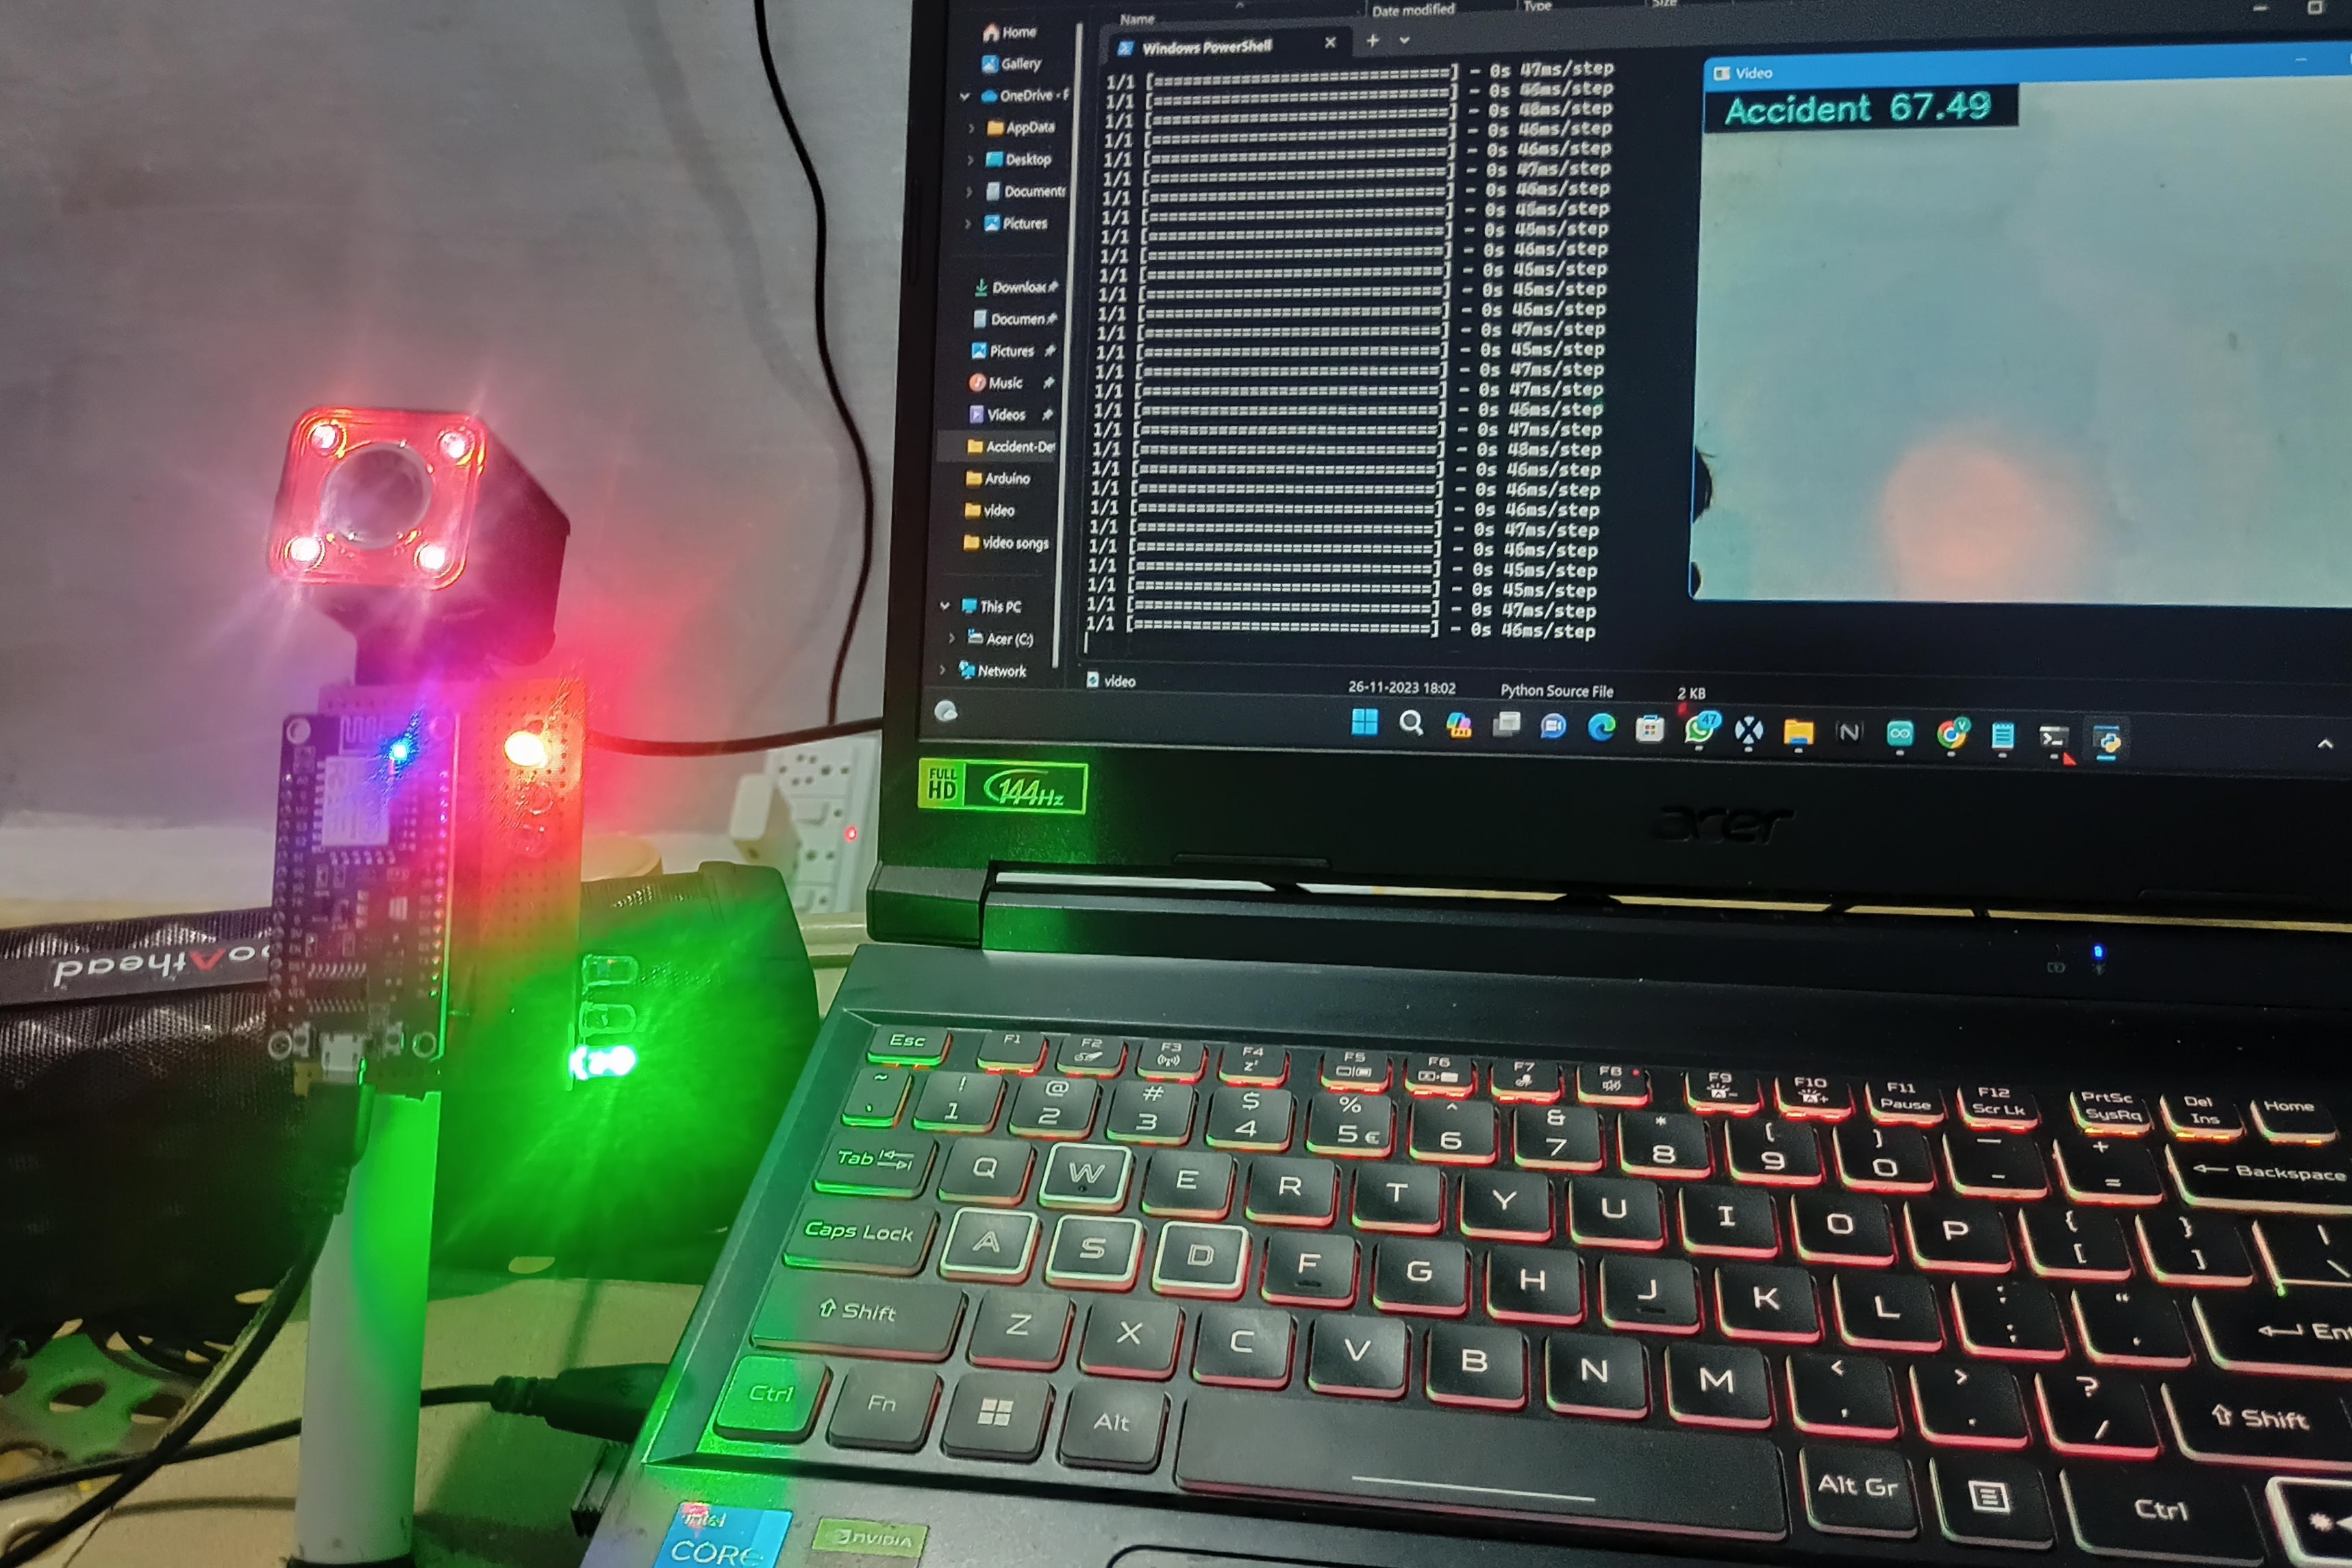 Name
Date modified
Type
Size
Home
Gallery
OneDrive - F
AppData
Desktop
Documents
Pictures
Downloac
Documen
Pictures
Music
Videos
Accident-Det
Arduino
video
video songs
This PC
Acer (C:)
Network
Windows PowerShell
1/1 [==============================] - 0s 47ms/step
1/1 [==============================] - 0s 46ms/step
1/1 [==============================] - 0s 48ms/step
1/1 [==============================] - 0s 46ms/step
1/1 [==============================] - 0s 46ms/step
1/1 [==============================] - 0s 47ms/step
1/1 [==============================] - 0s 46ms/step
1/1 [==============================] - 0s 45ms/step
1/1 [==============================] - 0s 45ms/step
1/1 [==============================] - 0s 46ms/step
1/1 [==============================] - 0s 45ms/step
1/1 [==============================] - 0s 45ms/step
1/1 [==============================] - 0s 46ms/step
1/1 [==============================] - 0s 47ms/step
1/1 [==============================] - 0s 45ms/step
1/1 [==============================] - 0s 47ms/step
1/1 [==============================] - 0s 47ms/step
1/1 [==============================] - 0s 46ms/step
1/1 [==============================] - 0s 47ms/step
1/1 [==============================] - 0s 48ms/step
1/1 [==============================] - 0s 46ms/step
1/1 [==============================] - 0s 46ms/step
1/1 [==============================] - 0s 46ms/step
1/1 [==============================] - 0s 47ms/step
1/1 [==============================] - 0s 46ms/step
1/1 [==============================] - 0s 45ms/step
1/1 [==============================] - 0s 45ms/step
1/1 [==============================] - 0s 47ms/step
1/1 [==============================] - 0s 46ms/step
video 26-11-2023 18:02 Python Source File 2 KB
Video
Accident 67.49
47
FULL HD 144Hz
acer
oAthead
Esc F1 F2 F3 F4 F5 F6 F7 F8 F9 F10 F11 Pause F12 Scr Lk PrtSc SysRq Del Ins Home
~ ` ! 1 @ 2 # 3 $ 4 % 5 € ^ 6 & 7 * 8 ( 9 ) 0 _ - + = Backspace
Tab Q W E R T Y U I O P { [ } ] | \
Caps Lock A S D F G H J K L : ; " ' Ent
Shift Z X C V B N M < , > . ? / Shift
Ctrl Fn Alt Alt Gr Ctrl
intel CORE
NVIDIA